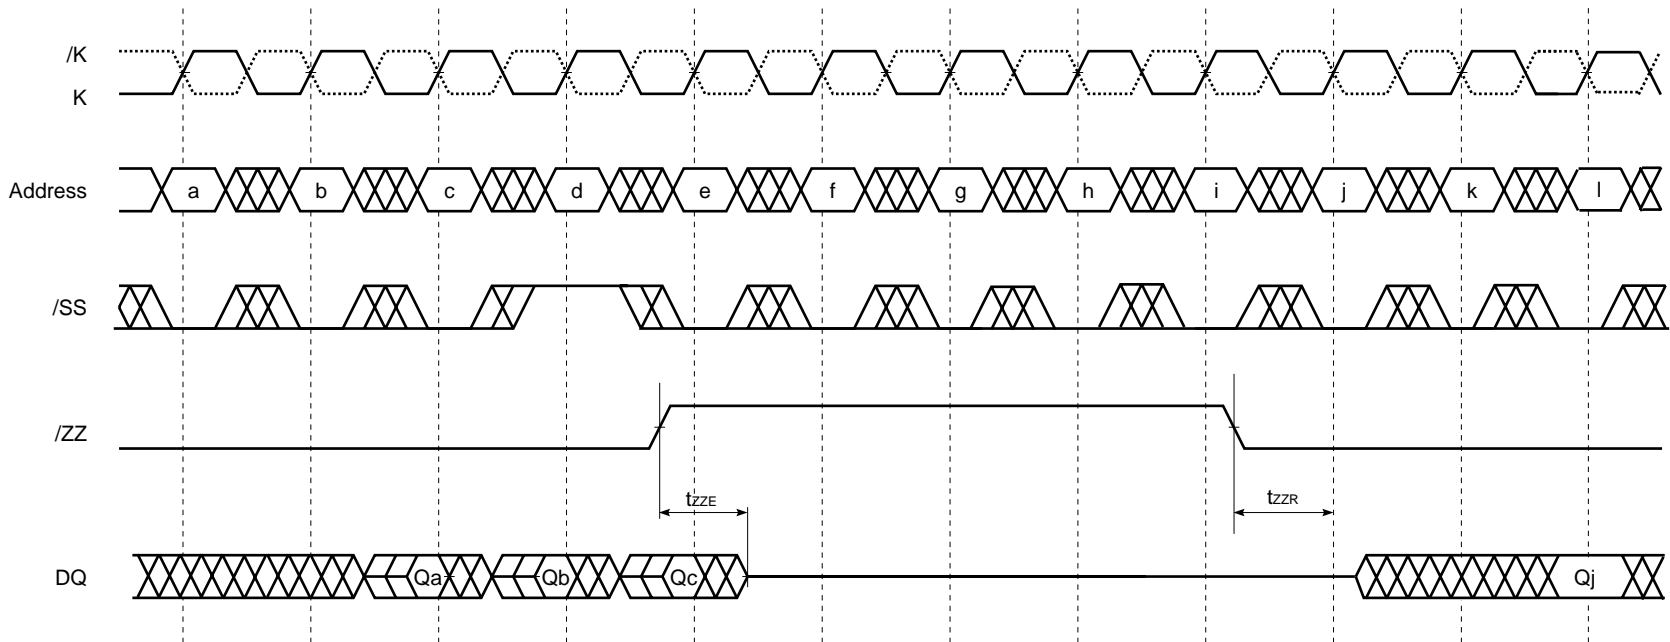 /K
K
Address a b c d e f g h i j k l
/SS
/ZZ
tZZE tZZR
DQ Qa Qb Qc Qj